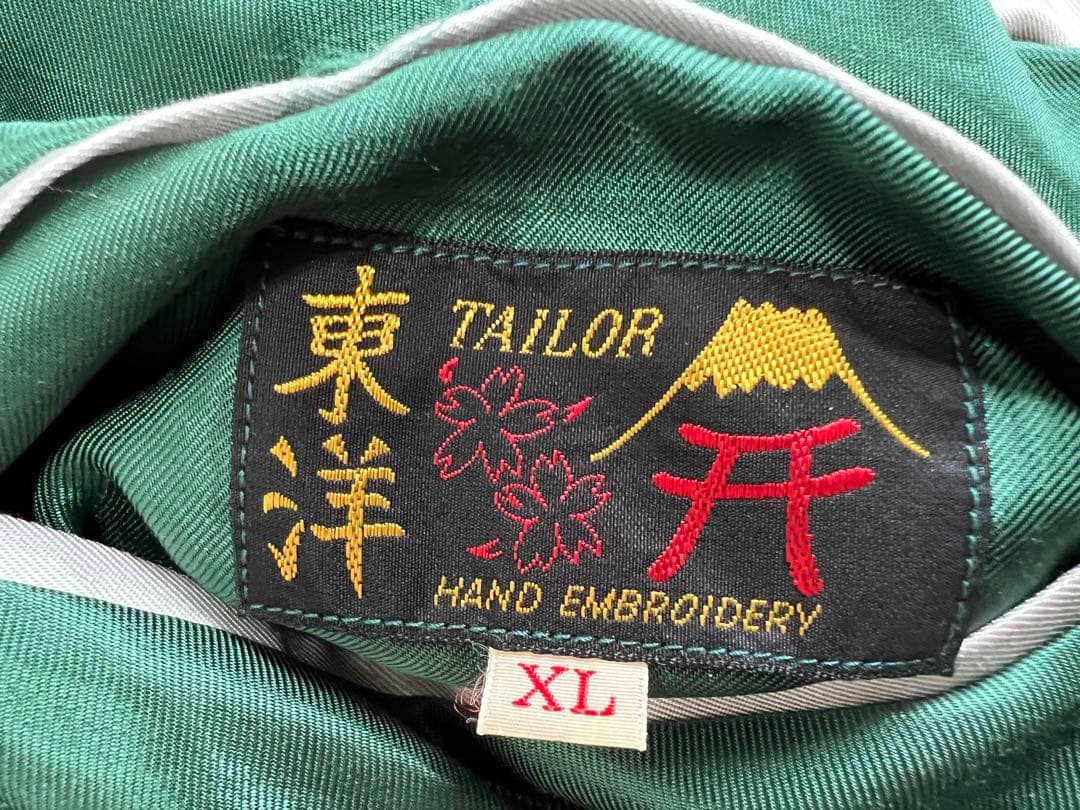 東洋
TAILOR
HAND EMBROIDERY
XL